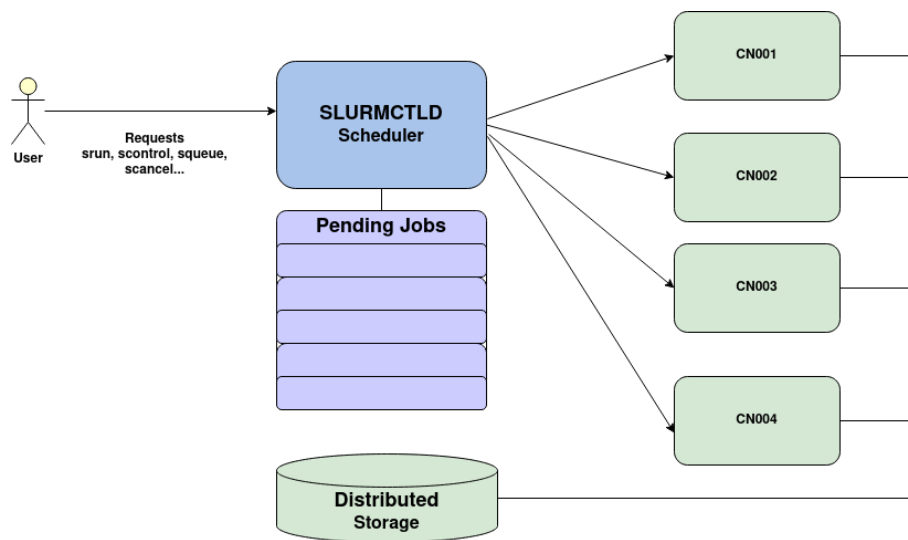 User
Requests
srun, scontrol, squeue,
scancel...
SLURMCTLD
Scheduler
Pending Jobs
CN001
CN002
CN003
CN004
Distributed
Storage